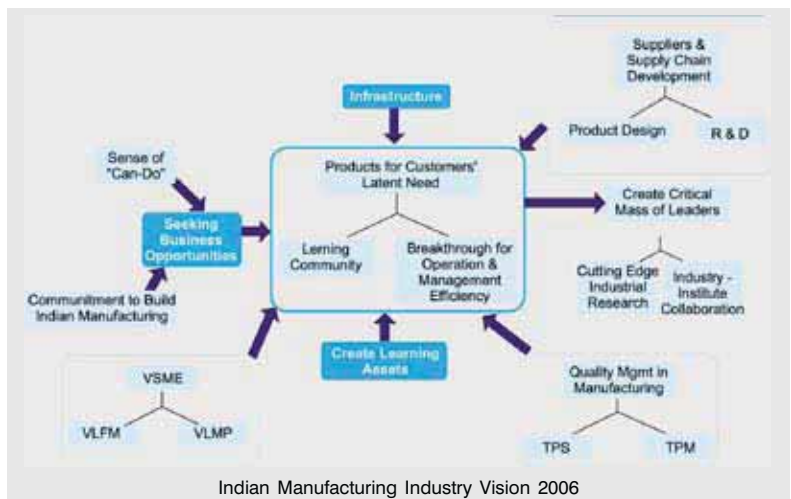 Suppliers &
Supply Chain
Development
Product Design
R & D
Infrastructure
Sense of
"Can-Do"
Products for Customers'
Latent Need
Create Critical
Mass of Leaders
Seeking
Business
Opportunities
Lerning
Community
Breakthrough for
Operation &
Management
Efficiency
Cutting Edge
Industrial
Research
Industry -
Institute
Collaboration
Communitment to Build
Indian Manufacturing
Create Learning
Assets
VSME
VLFM
VLMP
Quality Mgmt in
Manufacturing
TPS
TPM
Indian Manufacturing Industry Vision 2006